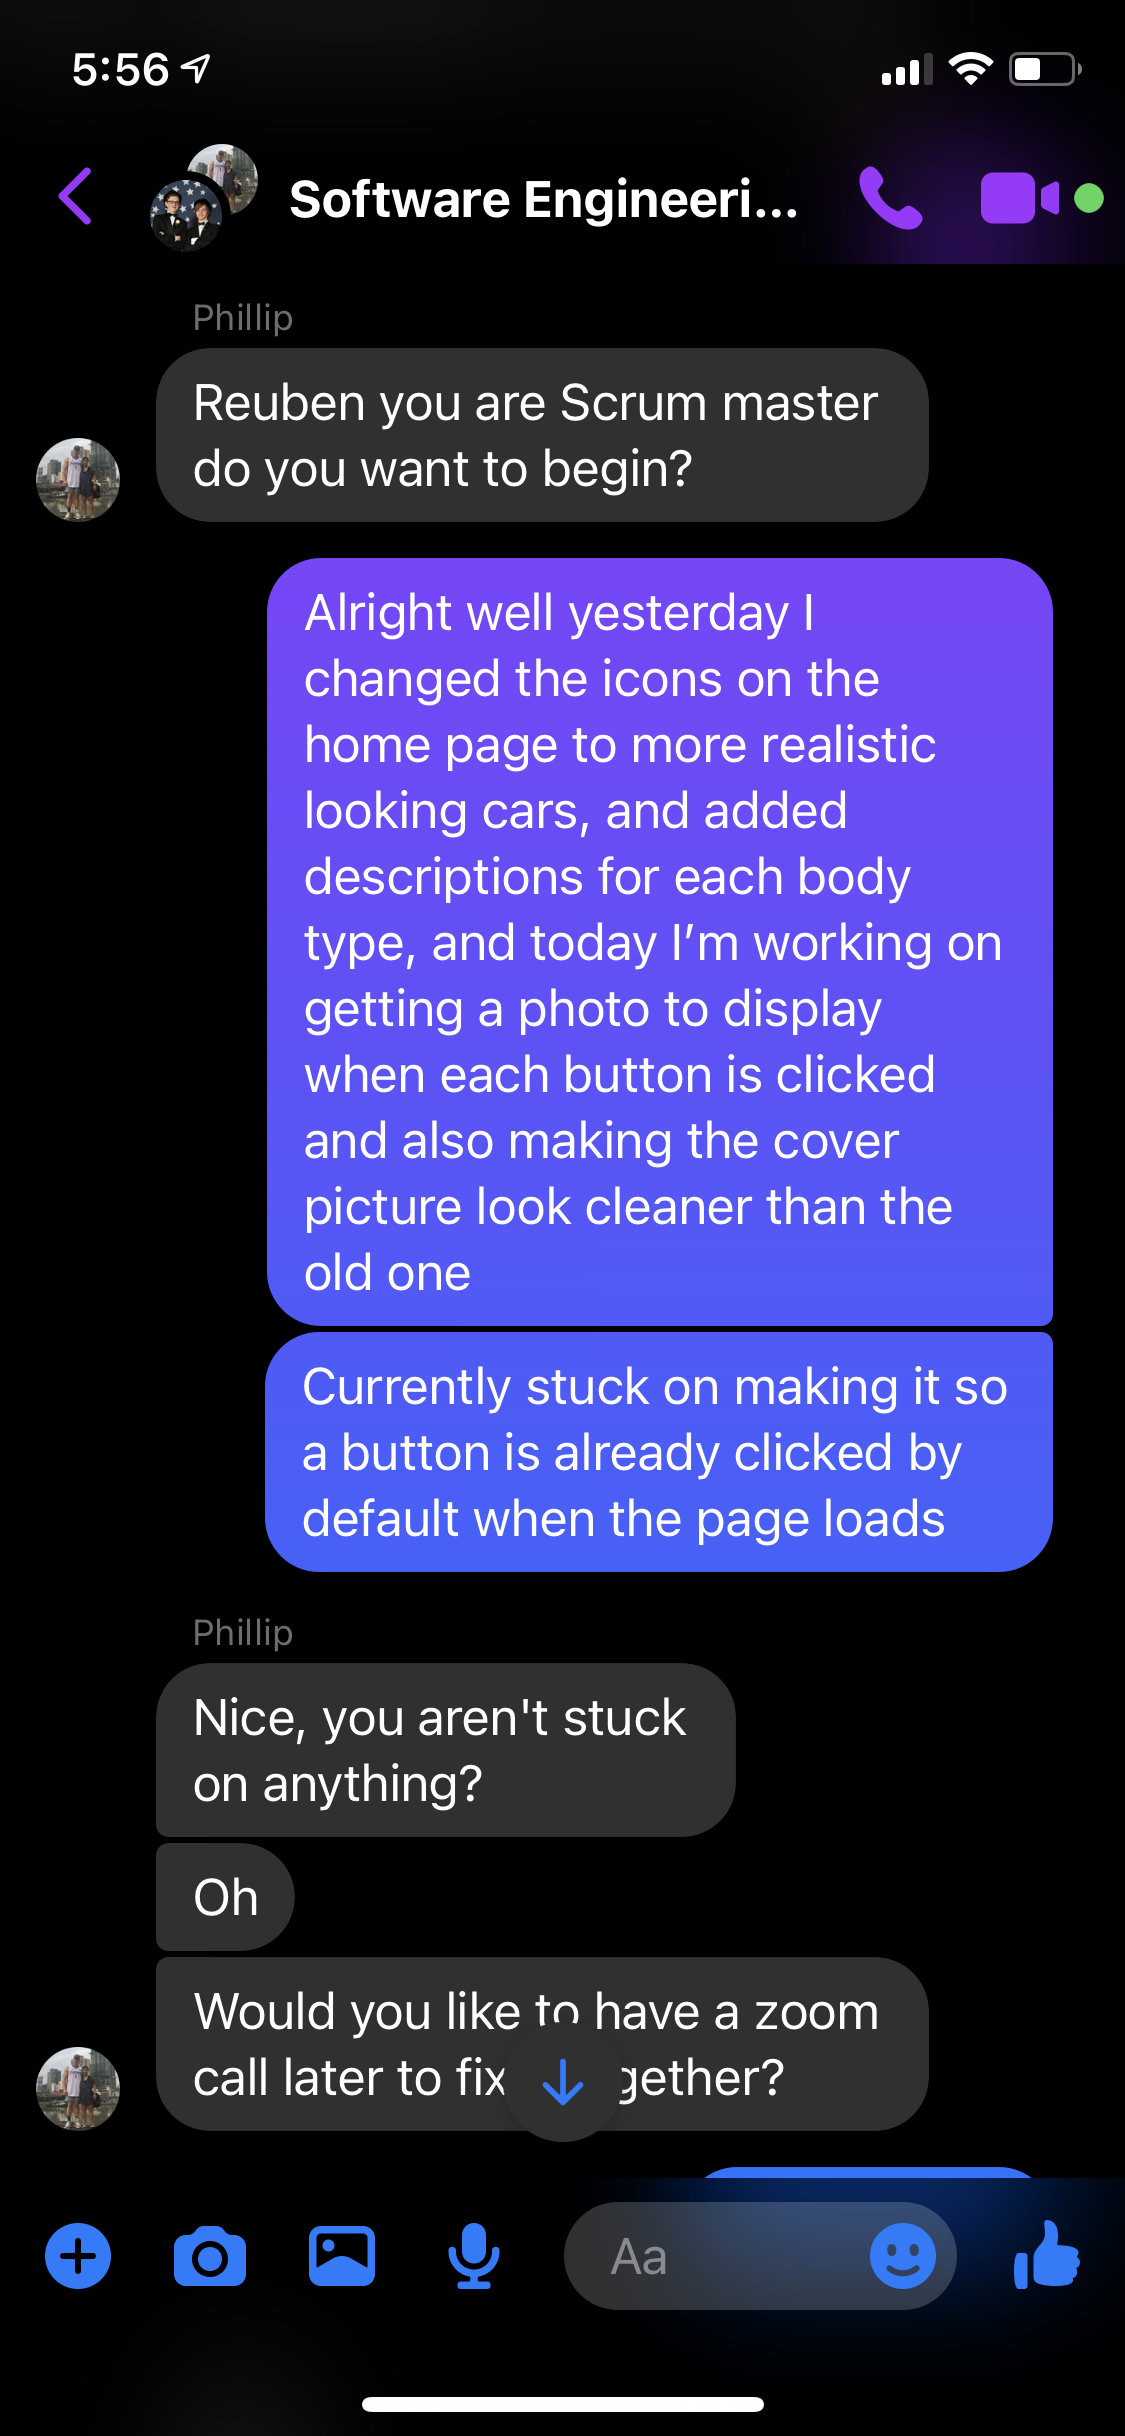 5:56
Software Engineeri...
Phillip
Reuben you are Scrum master
do you want to begin?
Alright well yesterday I
changed the icons on the
home page to more realistic
looking cars, and added
descriptions for each body
type, and today I’m working on
getting a photo to display
when each button is clicked
and also making the cover
picture look cleaner than the
old one
Currently stuck on making it so
a button is already clicked by
default when the page loads
Phillip
Nice, you aren't stuck
on anything?
Oh
Would you like to have a zoom
call later to fix gether?
Aa